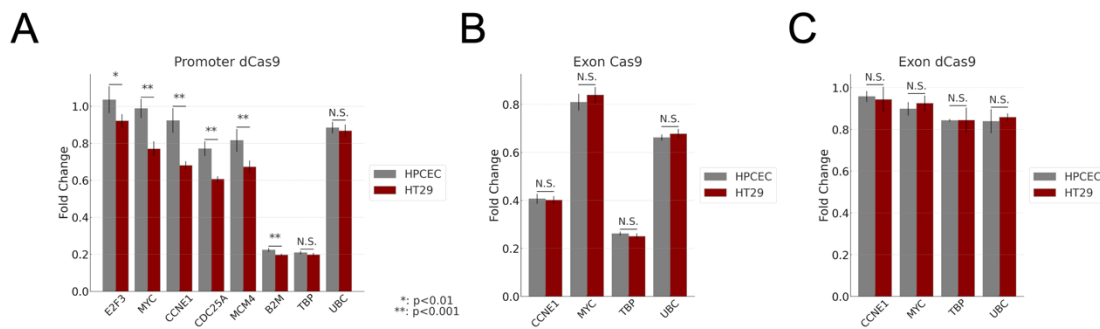 A
Promoter dCas9
Fold Change
1.0
0.8
0.6
0.4
0.2
0.0
*
**
**
**
**
**
N.S.
N.S.
E2F3
MYC
CCNE1
CDC25A
MCM4
B2M
TBP
UBC
HPCEC
HT29
*: p<0.01
**: p<0.001
B
Exon Cas9
Fold Change
0.8
0.6
0.4
0.2
0.0
N.S.
N.S.
N.S.
N.S.
CCNE1
MYC
TBP
UBC
HPCEC
HT29
C
Exon dCas9
Fold Change
1.0
0.8
0.6
0.4
0.2
0.0
N.S.
N.S.
N.S.
N.S.
CCNE1
MYC
TBP
UBC
HPCEC
HT29